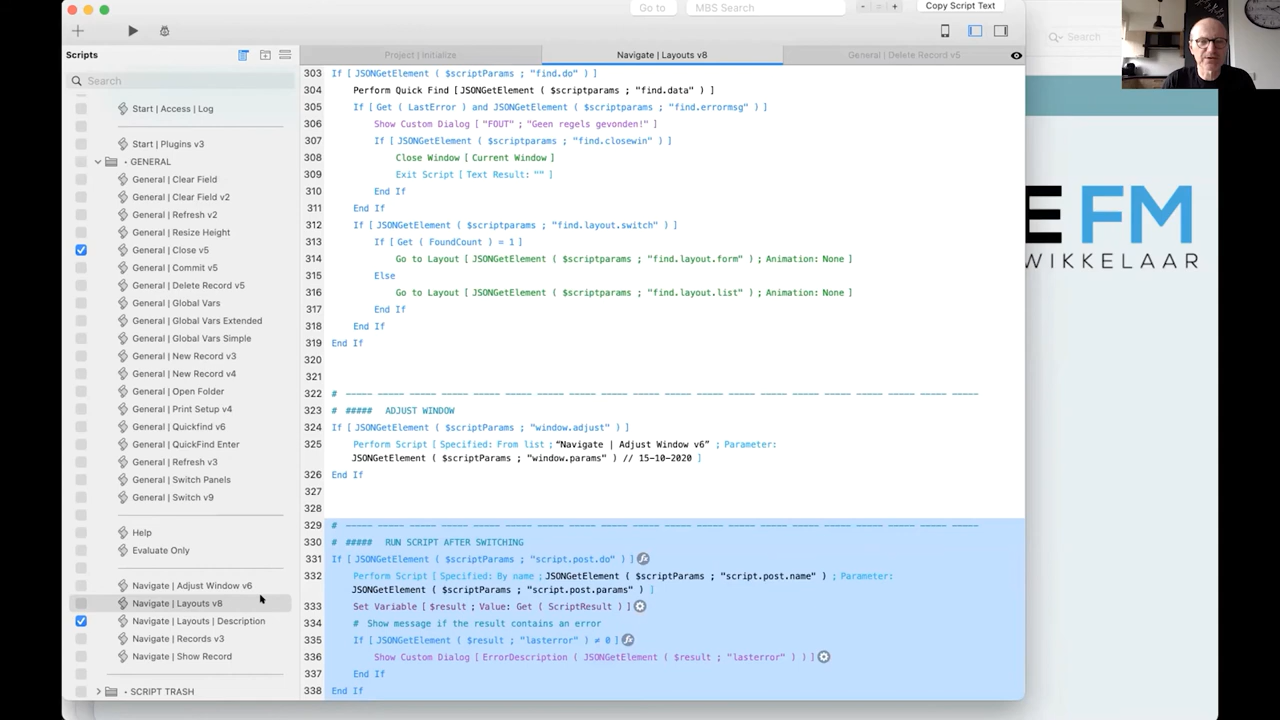 Go to
MBS Search
Copy Script Text
Scripts
Project | Initialize
Navigate | Layouts v8
General | Delete Record v5
Search
Start | Access | Log
Start | Plugins v3
- GENERAL
General | Clear Field
General | Clear Field v2
General | Refresh v2
General | Resize Height
General | Close v5
General | Commit v5
General | Delete Record v5
General | Global Vars
General | Global Vars Extended
General | Global Vars Simple
General | New Record v3
General | New Record v4
General | Open Folder
General | Print Setup v4
General | Quickfind v6
General | QuickFind Enter
General | Refresh v3
General | Switch Panels
General | Switch v9
Help
Evaluate Only
Navigate | Adjust Window v6
Navigate | Layouts v8
Navigate | Layouts | Description
Navigate | Records v3
Navigate | Show Record
- SCRIPT TRASH
303 If [ JSONGetElement ( $scriptParams ; "find.do" ) ]
304 Perform Quick Find [ JSONGetElement ( $scriptparams ; "find.data" ) ]
305 If [ Get ( LastError ) and JSONGetElement ( $scriptparams ; "find.errormsg" ) ]
306 Show Custom Dialog [ "FOUT" ; "Geen regels gevonden!" ]
307 If [ JSONGetElement ( $scriptparams ; "find.closewin" ) ]
308 Close Window [ Current Window ]
309 Exit Script [ Text Result: "" ]
310 End If
311 End If
312 If [ JSONGetElement ( $scriptparams ; "find.layout.switch" ) ]
313 If [ Get ( FoundCount ) = 1 ]
314 Go to Layout [ JSONGetElement ( $scriptparams ; "find.layout.form" ) ; Animation: None ]
315 Else
316 Go to Layout [ JSONGetElement ( $scriptparams ; "find.layout.list" ) ; Animation: None ]
317 End If
318 End If
319 End If
320
321
322 # ----- ----- ----- ----- ----- ----- ----- ----- ----- ----- ----- ----- ----- ----- ----- ----- ----- ----- ----- -----
323 # ##### ADJUST WINDOW
324 If [ JSONGetElement ( $scriptParams ; "window.adjust" ) ]
325 Perform Script [ Specified: From list ; “Navigate | Adjust Window v6” ; Parameter:
JSONGetElement ( $scriptParams ; "window.params" ) // 15-10-2020 ]
326 End If
327
328
329 # ----- ----- ----- ----- ----- ----- ----- ----- ----- ----- ----- ----- ----- ----- ----- ----- ----- ----- ----- -----
330 # ##### RUN SCRIPT AFTER SWITCHING
331 If [ JSONGetElement ( $scriptParams ; "script.post.do" ) ]
332 Perform Script [ Specified: By name ; JSONGetElement ( $scriptParams ; "script.post.name" ) ; Parameter:
JSONGetElement ( $scriptParams ; "script.post.params" ) ]
333 Set Variable [ $result ; Value: Get ( ScriptResult ) ]
334 # Show message if the result contains an error
335 If [ JSONGetElement ( $result ; "lasterror" ) ≠ 0 ]
336 Show Custom Dialog [ ErrorDescription ( JSONGetElement ( $result ; "lasterror" ) ) ]
337 End If
338 End If
Search
E FM
WIKKELAAR